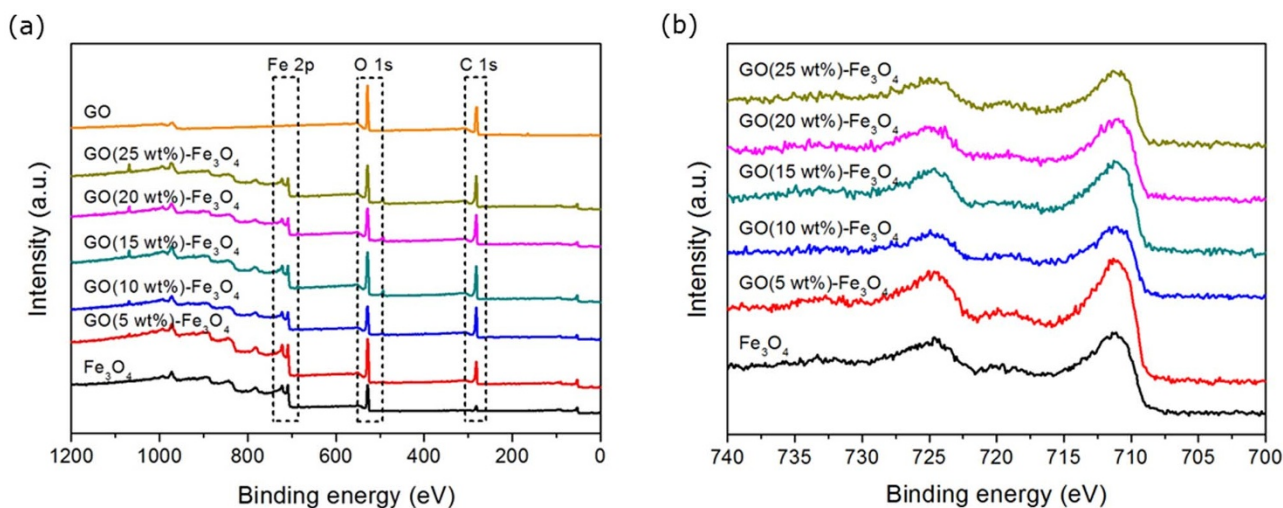 (a)
Fe 2p
O 1s
C 1s
GO
GO(25 wt%)-Fe₃O₄
GO(20 wt%)-Fe₃O₄
GO(15 wt%)-Fe₃O₄
GO(10 wt%)-Fe₃O₄
GO(5 wt%)-Fe₃O₄
Fe₃O₄
Intensity (a.u.)
1200 1000 800 600 400 200 0
Binding energy (eV)
(b)
GO(25 wt%)-Fe₃O₄
GO(20 wt%)-Fe₃O₄
GO(15 wt%)-Fe₃O₄
GO(10 wt%)-Fe₃O₄
GO(5 wt%)-Fe₃O₄
Fe₃O₄
Intensity (a.u.)
740 735 730 725 720 715 710 705 700
Binding energy (eV)